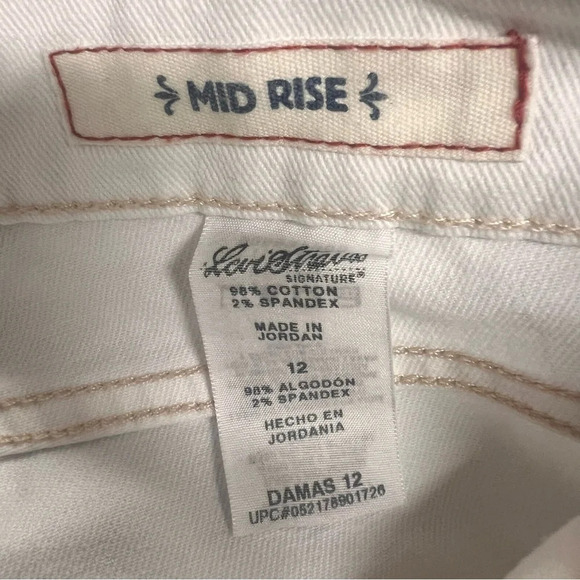 MID RISE
Levi Strauss
SIGNATURE®
98% COTTON
2% SPANDEX
MADE IN
JORDAN
12
98% ALGODÓN
2% SPANDEX
HECHO EN
JORDANIA
DAMAS 12
UPC#052178901726